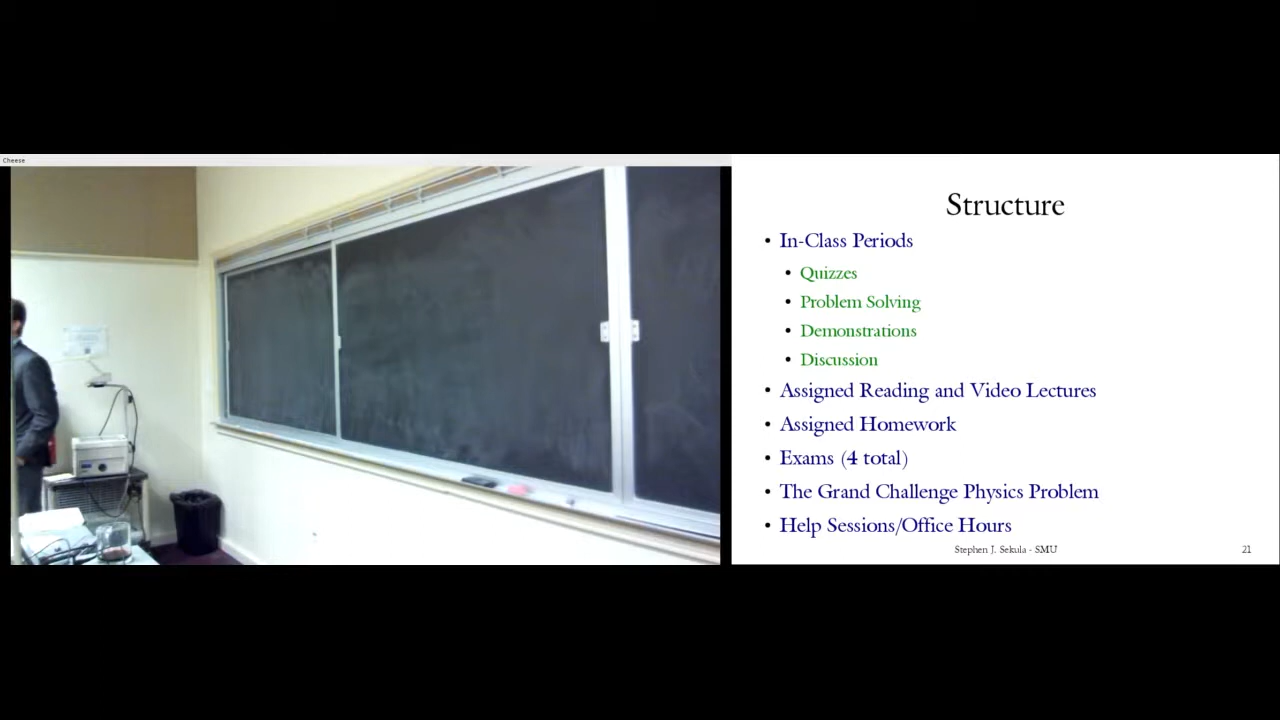 Cheese
Structure
• In-Class Periods
• Quizzes
• Problem Solving
• Demonstrations
• Discussion
• Assigned Reading and Video Lectures
• Assigned Homework
• Exams (4 total)
• The Grand Challenge Physics Problem
• Help Sessions/Office Hours
Stephen J. Sekula - SMU
21